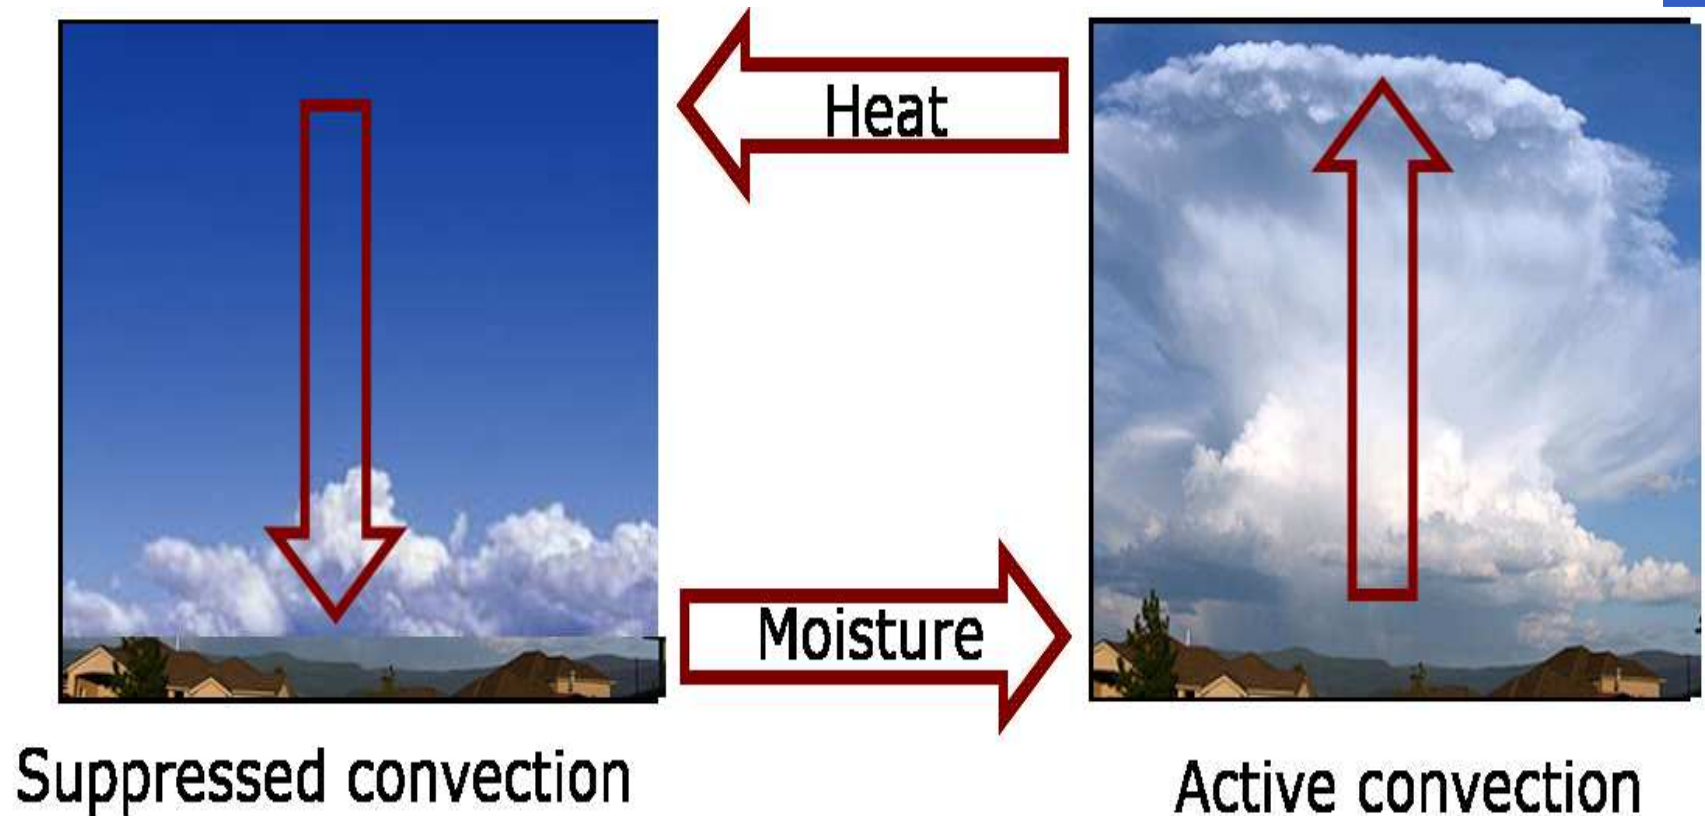 Heat
Moisture
Suppressed convection
Active convection